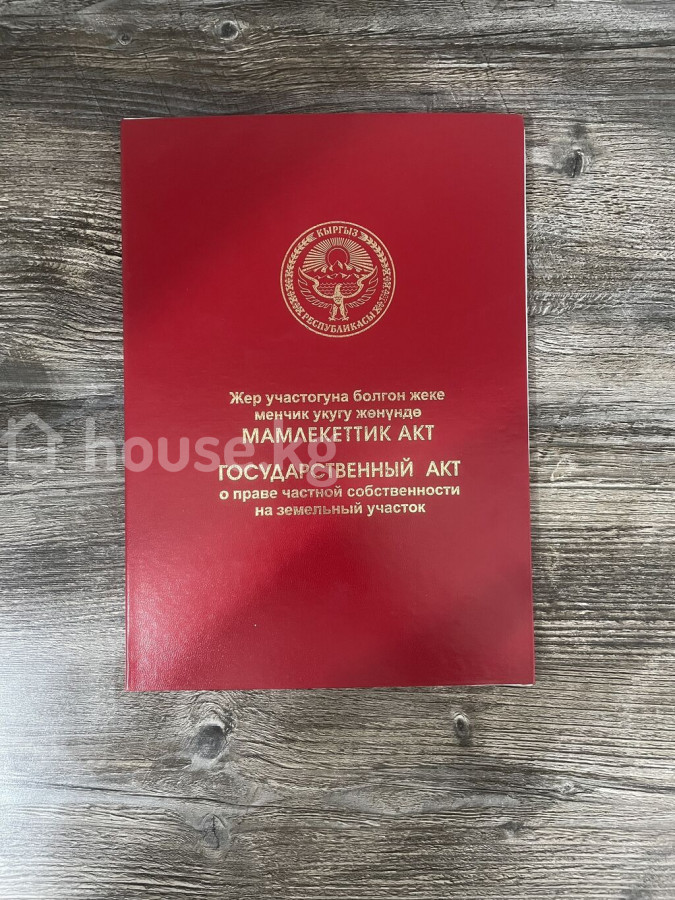 КЫРГЫЗ
РЕСПУБЛИКАСЫ
Жер участогуна болгон жеке
менчик укугу жөнүндө
МАМЛЕКЕТТИК АКТ
house.kg
ГОСУДАРСТВЕННЫЙ АКТ
о праве частной собственности
на земельный участок